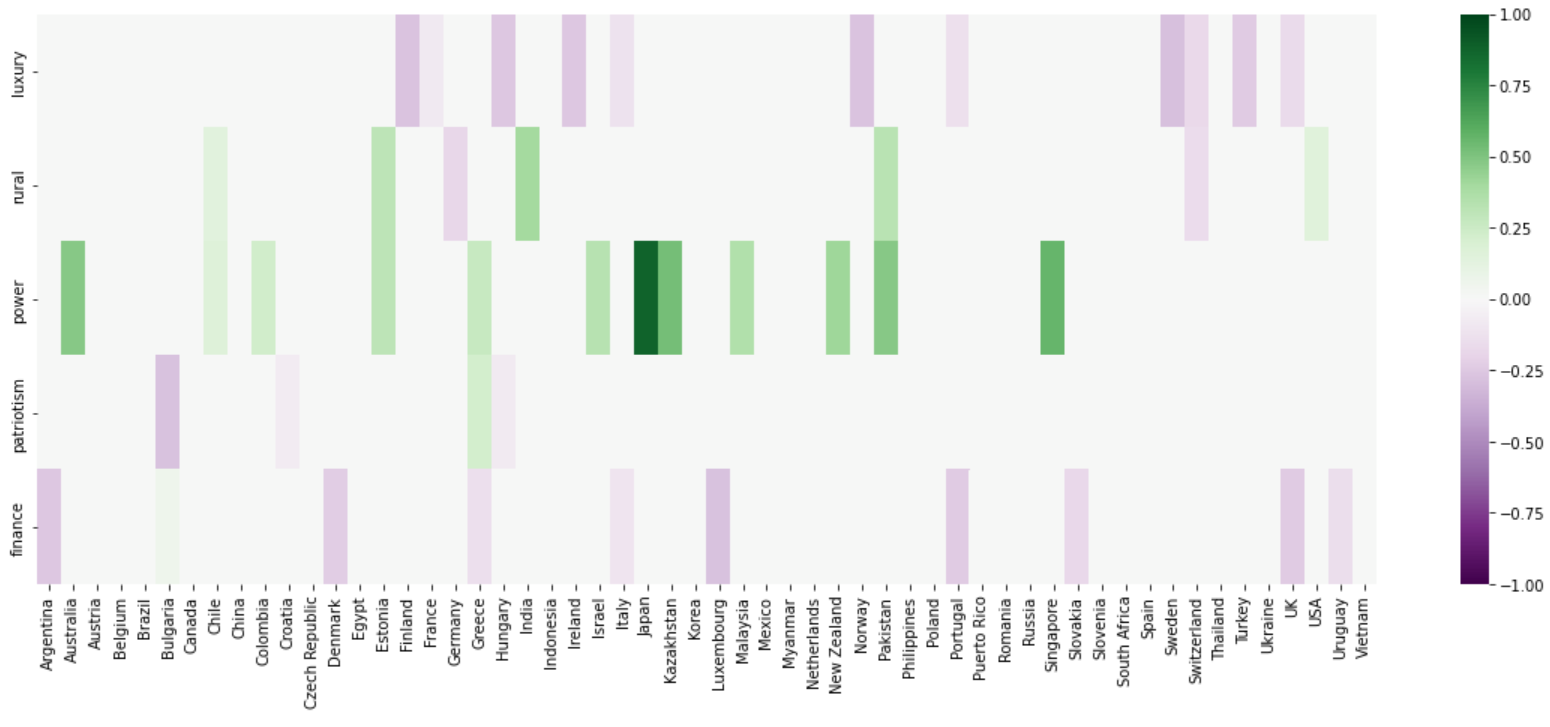 luxury
rural
power
patriotism
finance
Argentina
Australia
Austria
Belgium
Brazil
Bulgaria
Canada
Chile
China
Colombia
Croatia
Czech Republic
Denmark
Egypt
Estonia
Finland
France
Germany
Greece
Hungary
India
Indonesia
Ireland
Israel
Italy
Japan
Kazakhstan
Korea
Luxembourg
Malaysia
Mexico
Myanmar
Netherlands
New Zealand
Norway
Pakistan
Philippines
Poland
Portugal
Puerto Rico
Romania
Russia
Singapore
Slovakia
Slovenia
South Africa
Spain
Sweden
Switzerland
Thailand
Turkey
Ukraine
UK
USA
Uruguay
Vietnam
1.00
0.75
0.50
0.25
0.00
−0.25
−0.50
−0.75
−1.00